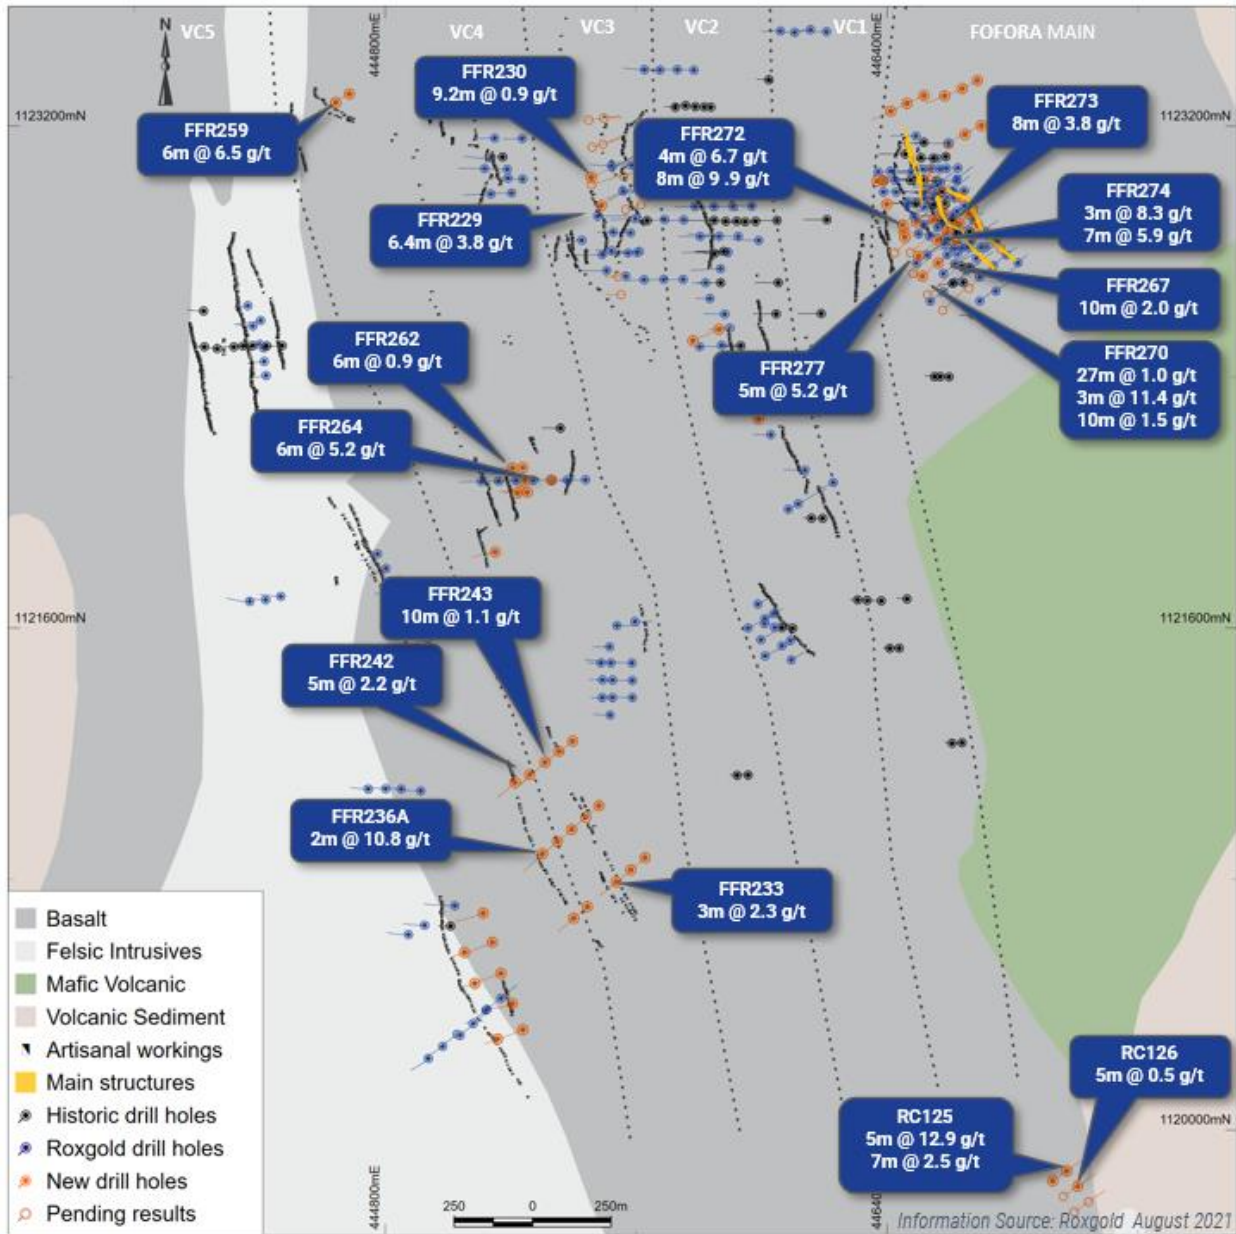 N
VC5
444800mE
VC4
VC3
VC2
VC1
446400mE
FOFORA MAIN
1123200mN
1123200mN
FFR230
9.2m @ 0.9 g/t
FFR273
8m @ 3.8 g/t
FFR259
6m @ 6.5 g/t
FFR272
4m @ 6.7 g/t
8m @ 9 .9 g/t
FFR274
3m @ 8.3 g/t
7m @ 5.9 g/t
FFR229
6.4m @ 3.8 g/t
FFR267
10m @ 2.0 g/t
FFR262
6m @ 0.9 g/t
FFR277
5m @ 5.2 g/t
FFR270
27m @ 1.0 g/t
3m @ 11.4 g/t
10m @ 1.5 g/t
FFR264
6m @ 5.2 g/t
FFR243
10m @ 1.1 g/t
1121600mN
1121600mN
FFR242
5m @ 2.2 g/t
FFR236A
2m @ 10.8 g/t
FFR233
3m @ 2.3 g/t
Basalt
Felsic Intrusives
Mafic Volcanic
Volcanic Sediment
Artisanal workings
Main structures
Historic drill holes
Roxgold drill holes
New drill holes
Pending results
RC126
5m @ 0.5 g/t
RC125
5m @ 12.9 g/t
7m @ 2.5 g/t
1120000mN
444800mE
250 0 250m
44640
Information Source: Roxgold August 2021